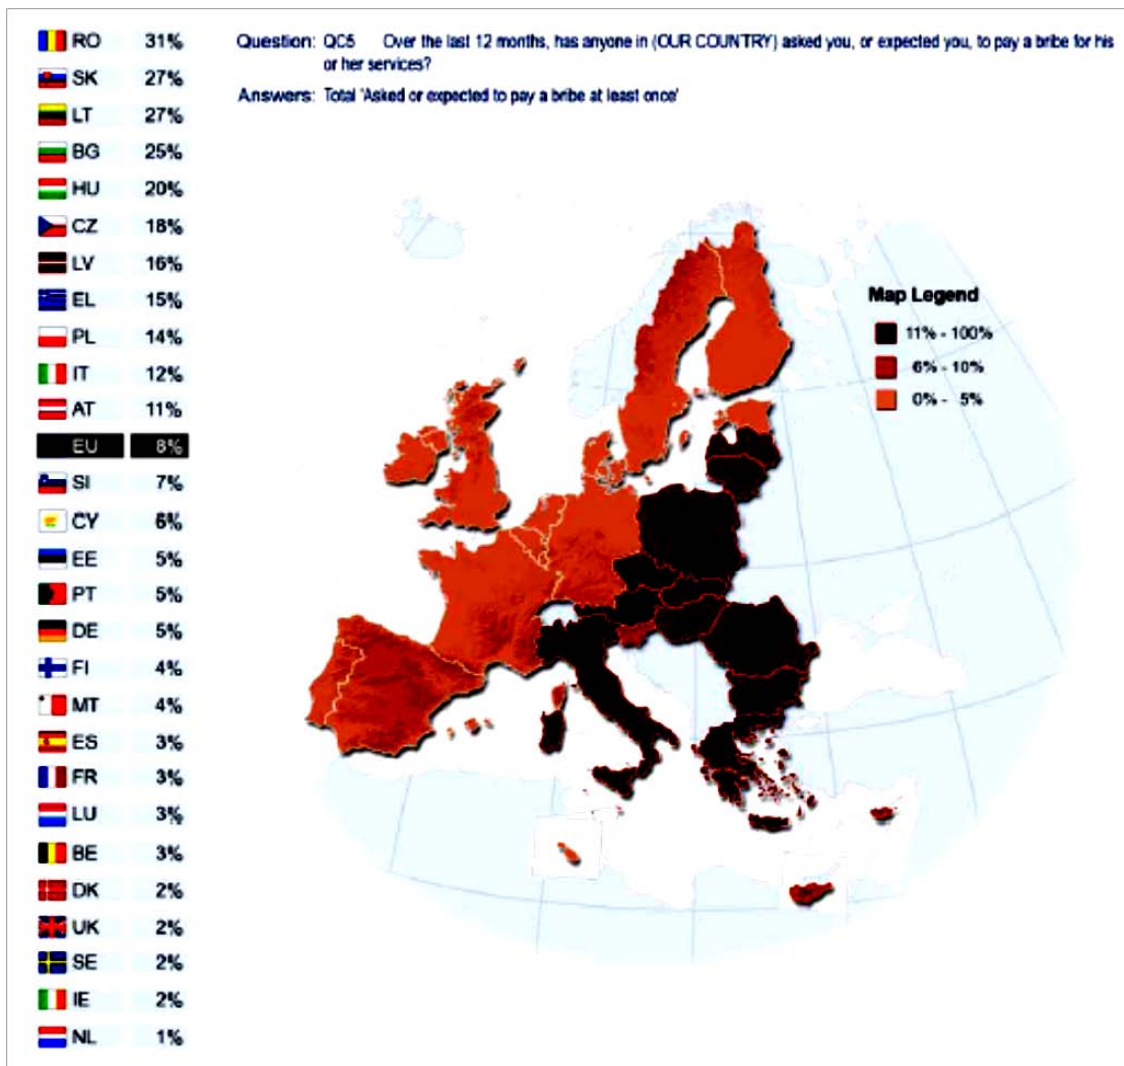 RO 31%
SK 27%
LT 27%
BG 25%
HU 20%
CZ 18%
LV 16%
EL 15%
PL 14%
IT 12%
AT 11%
EU 8%
SI 7%
CY 6%
EE 5%
PT 5%
DE 5%
FI 4%
MT 4%
ES 3%
FR 3%
LU 3%
BE 3%
DK 2%
UK 2%
SE 2%
IE 2%
NL 1%
Question: QC5 Over the last 12 months, has anyone in (OUR COUNTRY) asked you, or expected you, to pay a bribe for his
or her services?
Answers: Total 'Asked or expected to pay a bribe at least once'
Map Legend
11% - 100%
6% - 10%
0% - 5%